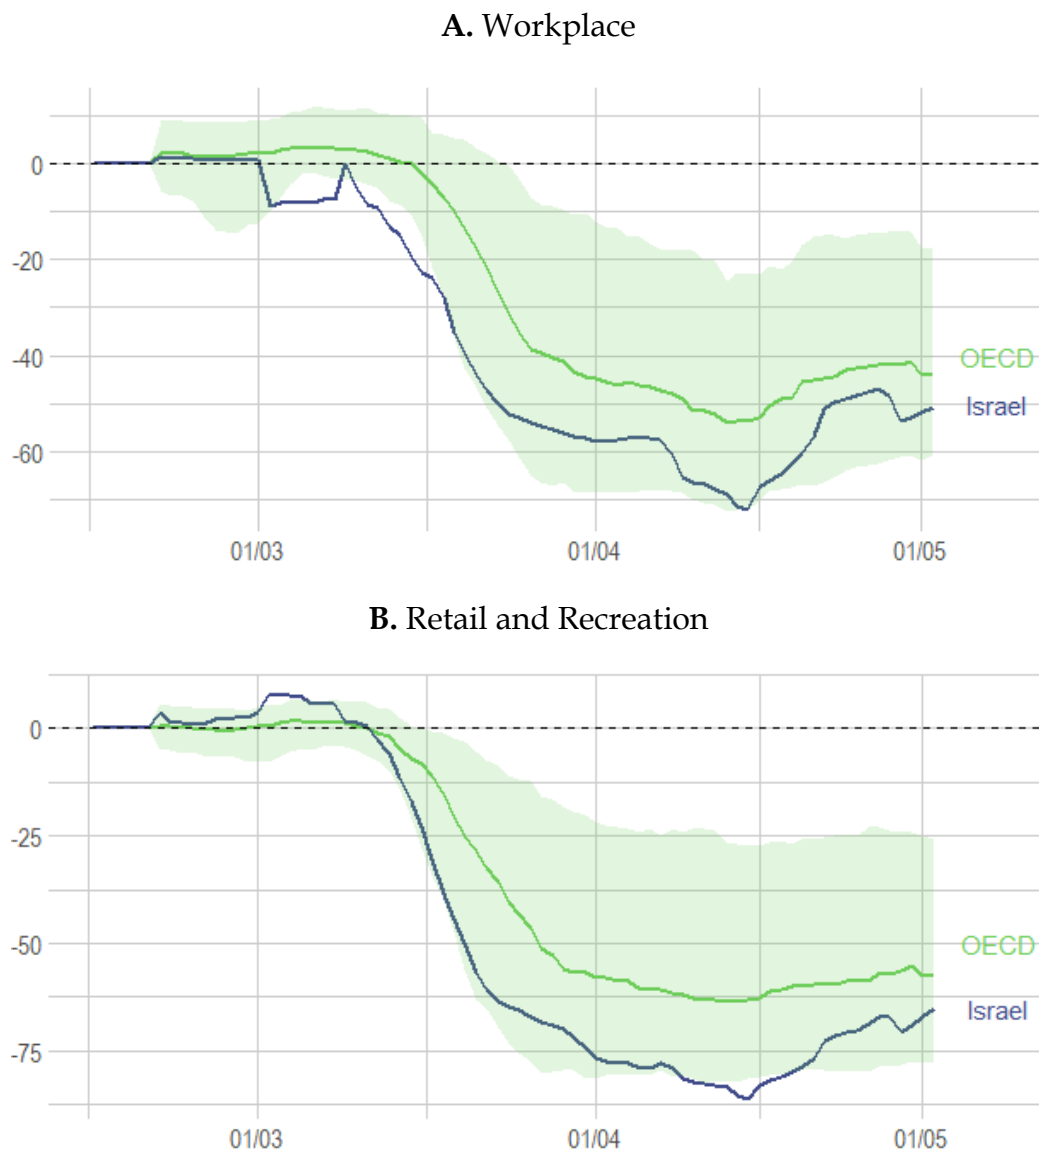 A. Workplace
0
-20
-40
-60
OECD
Israel
01/03 01/04 01/05
B. Retail and Recreation
0
-25
-50
-75
OECD
Israel
01/03 01/04 01/05